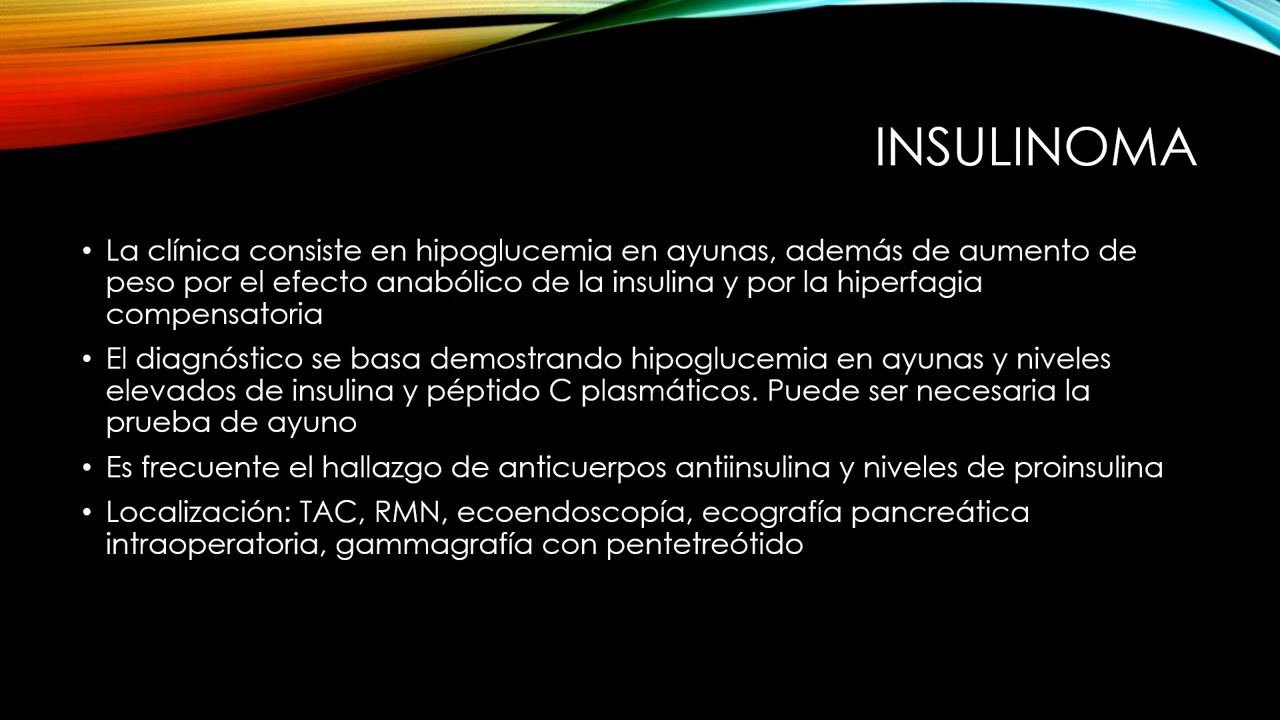 INSULINOMA
• La clínica consiste en hipoglucemia en ayunas, además de aumento de
peso por el efecto anabólico de la insulina y por la hiperfagia
compensatoria
• El diagnóstico se basa demostrando hipoglucemia en ayunas y niveles
elevados de insulina y péptido C plasmáticos. Puede ser necesaria la
prueba de ayuno
• Es frecuente el hallazgo de anticuerpos antiinsulina y niveles de proinsulina
• Localización: TAC, RMN, ecoendoscopía, ecografía pancreática
intraoperatoria, gammagrafía con pentetreótido